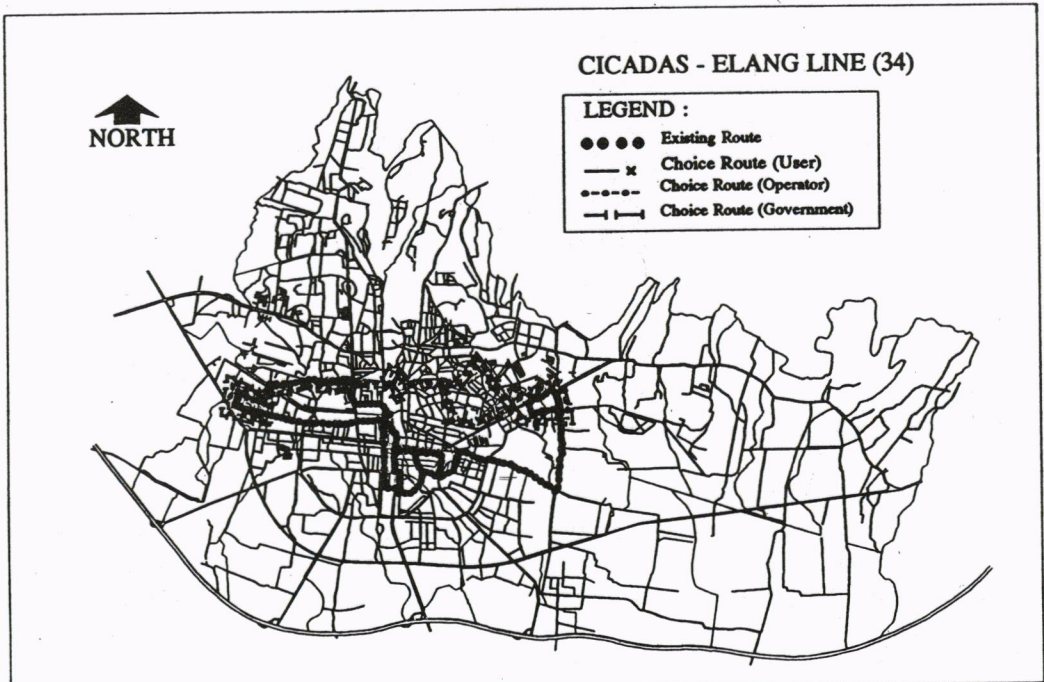 CICADAS - ELANG LINE (34)
NORTH
LEGEND :
Existing Route
Choice Route (User)
Choice Route (Operator)
Choice Route (Government)